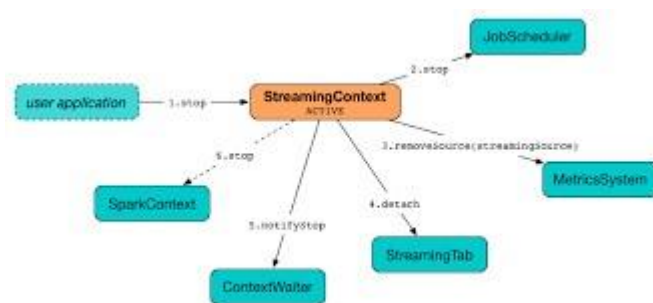 JobScheduler
2.stop
user application
1.stop
StreamingContext
ACTIVE
3.removeSource(streamingSource)
6.stop
MetricsSystem
SparkContext
4.detach
5.notifyStop
StreamingTab
ContextWaiter